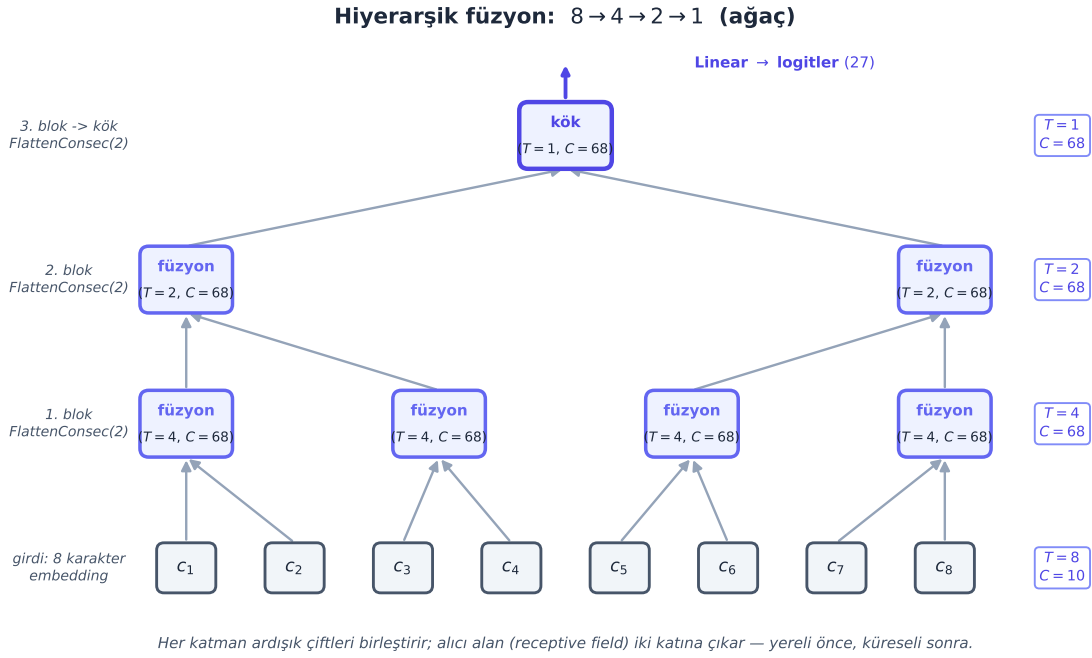 Hiyerarşik füzyon: 8→4→2→1 (ağaç)
Linear → logitler (27)
3. blok -> kök
FlattenConsec(2)
kök
(T=1, C=68)
T=1
C=68
2. blok
FlattenConsec(2)
füzyon
(T=2, C=68)
füzyon
(T=2, C=68)
T=2
C=68
1. blok
FlattenConsec(2)
füzyon
(T=4, C=68)
füzyon
(T=4, C=68)
füzyon
(T=4, C=68)
füzyon
(T=4, C=68)
T=4
C=68
girdi: 8 karakter
embedding
c₁
c₂
c₃
c₄
c₅
c₆
c₇
c₈
T=8
C=10
Her katman ardışık çiftleri birleştirir; alıcı alan (receptive field) iki katına çıkar — yereli önce, küreseli sonra.